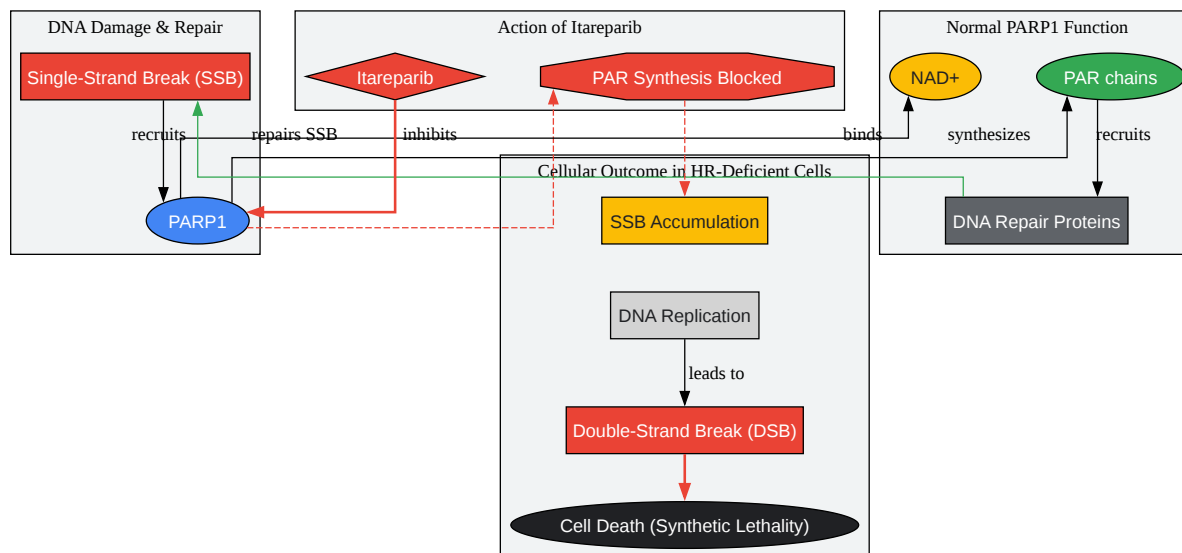 DNA Damage & Repair
Action of Itareparib
Normal PARP1 Function
Single-Strand Break (SSB)
Itareparib
PAR Synthesis Blocked
NAD+
PAR chains
recruits
repairs SSB
inhibits
binds
synthesizes
recruits
Cellular Outcome in HR-Deficient Cells
PARP1
SSB Accumulation
DNA Repair Proteins
DNA Replication
leads to
Double-Strand Break (DSB)
Cell Death (Synthetic Lethality)